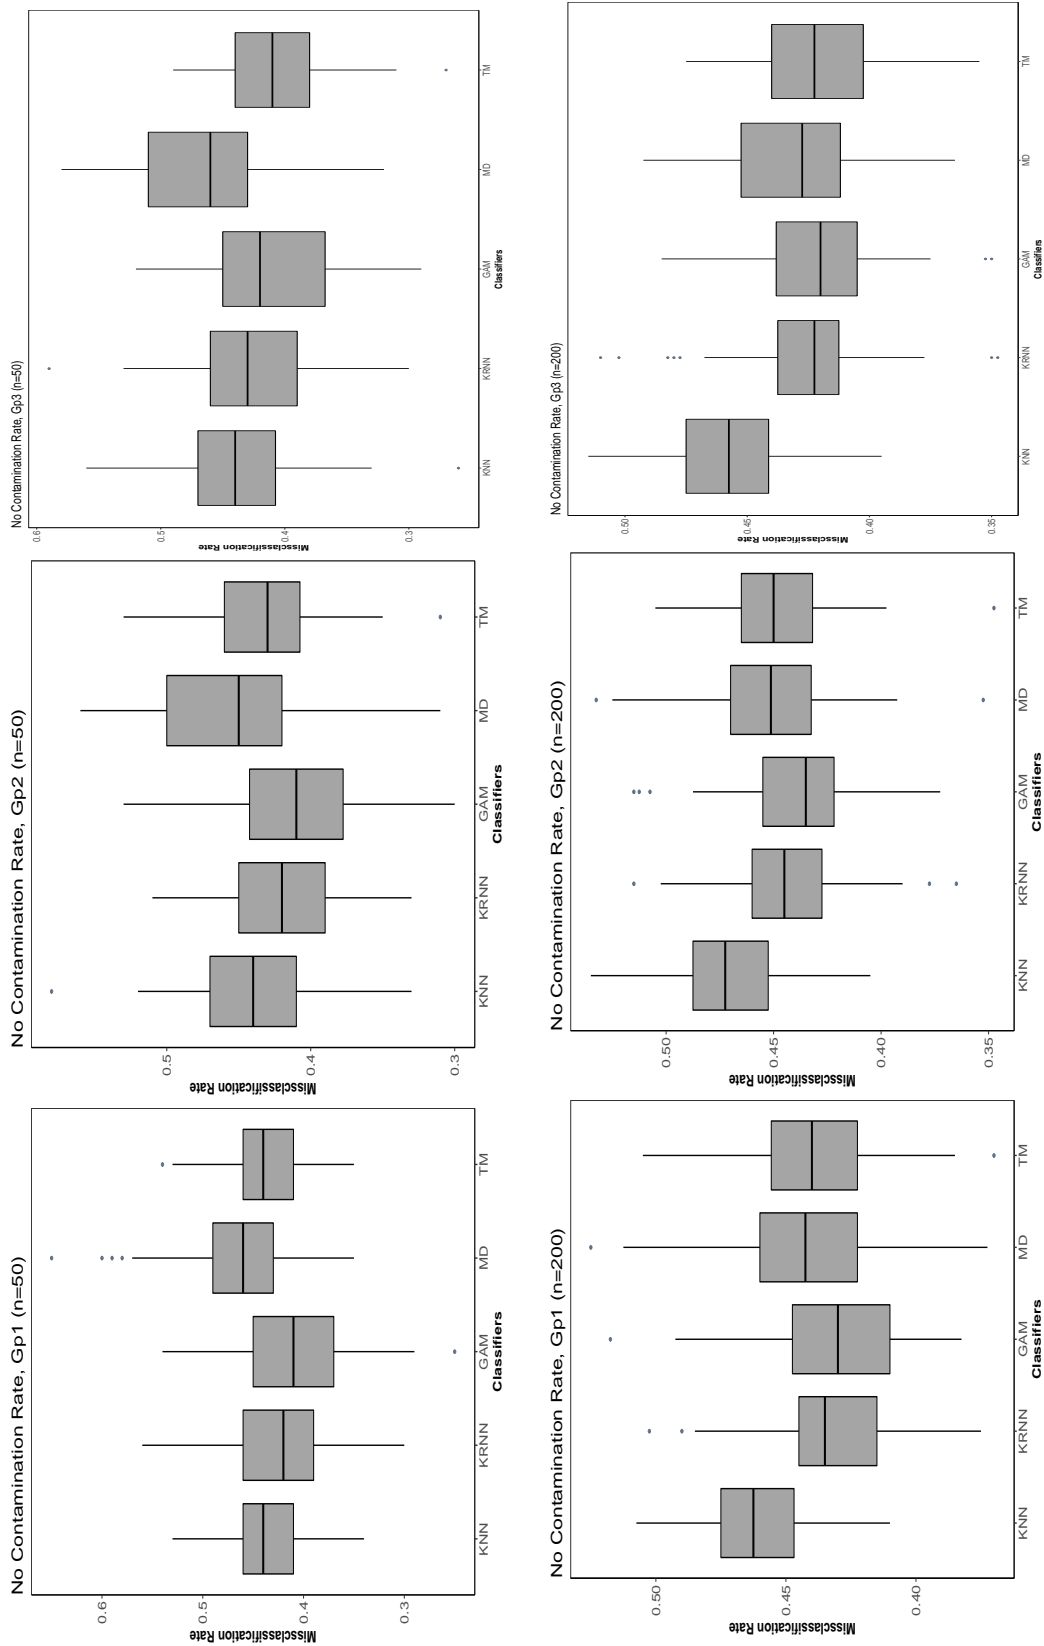 No Contamination Rate, Gp1 (n=50)
Missclassification Rate
0.6
0.5
0.4
0.3
KNN
KRNN
GAM
MD
TM
Classifiers
No Contamination Rate, Gp2 (n=50)
Missclassification Rate
0.5
0.4
0.3
KNN
KRNN
GAM
MD
TM
Classifiers
No Contamination Rate, Gp3 (n=50)
Missclassification Rate
0.6
0.5
0.4
0.3
KNN
KRNN
GAM
MD
TM
Classifiers
No Contamination Rate, Gp1 (n=200)
Missclassification Rate
0.50
0.45
0.40
KNN
KRNN
GAM
MD
TM
Classifiers
No Contamination Rate, Gp2 (n=200)
Missclassification Rate
0.50
0.45
0.40
0.35
KNN
KRNN
GAM
MD
TM
Classifiers
No Contamination Rate, Gp3 (n=200)
Missclassification Rate
0.50
0.45
0.40
0.35
KNN
KRNN
GAM
MD
TM
Classifiers